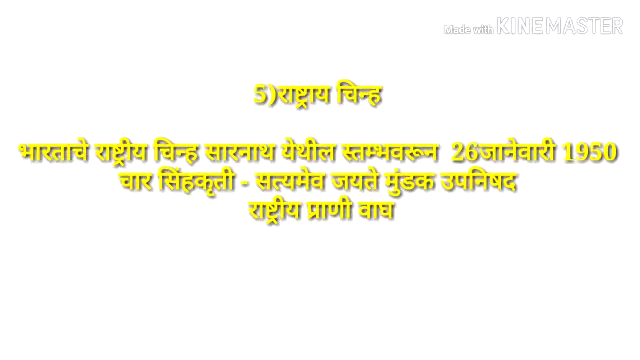 Made with KINEMASTER
5)राष्ट्राय चिन्ह
भारताचे राष्ट्रीय चिन्ह सारनाथ येथील स्तम्भवरून 26जानेवारी 1950
चार सिंहकृती - सत्यमेव जयते मुंडक उपनिषद
राष्ट्रीय प्राणी वाघ